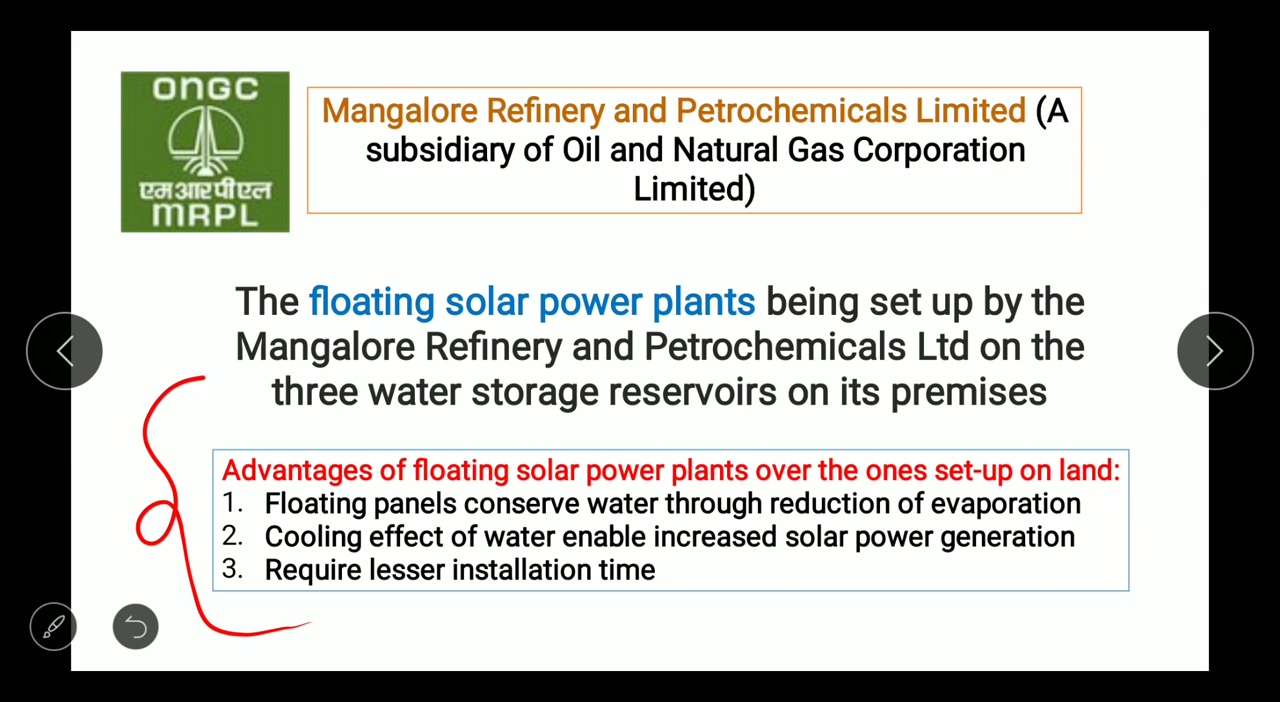 ONGC
एम आर पी एल
MRPL
Mangalore Refinery and Petrochemicals Limited (A
subsidiary of Oil and Natural Gas Corporation
Limited)
The floating solar power plants being set up by the
Mangalore Refinery and Petrochemicals Ltd on the
three water storage reservoirs on its premises
Advantages of floating solar power plants over the ones set-up on land:
1. Floating panels conserve water through reduction of evaporation
2. Cooling effect of water enable increased solar power generation
3. Require lesser installation time